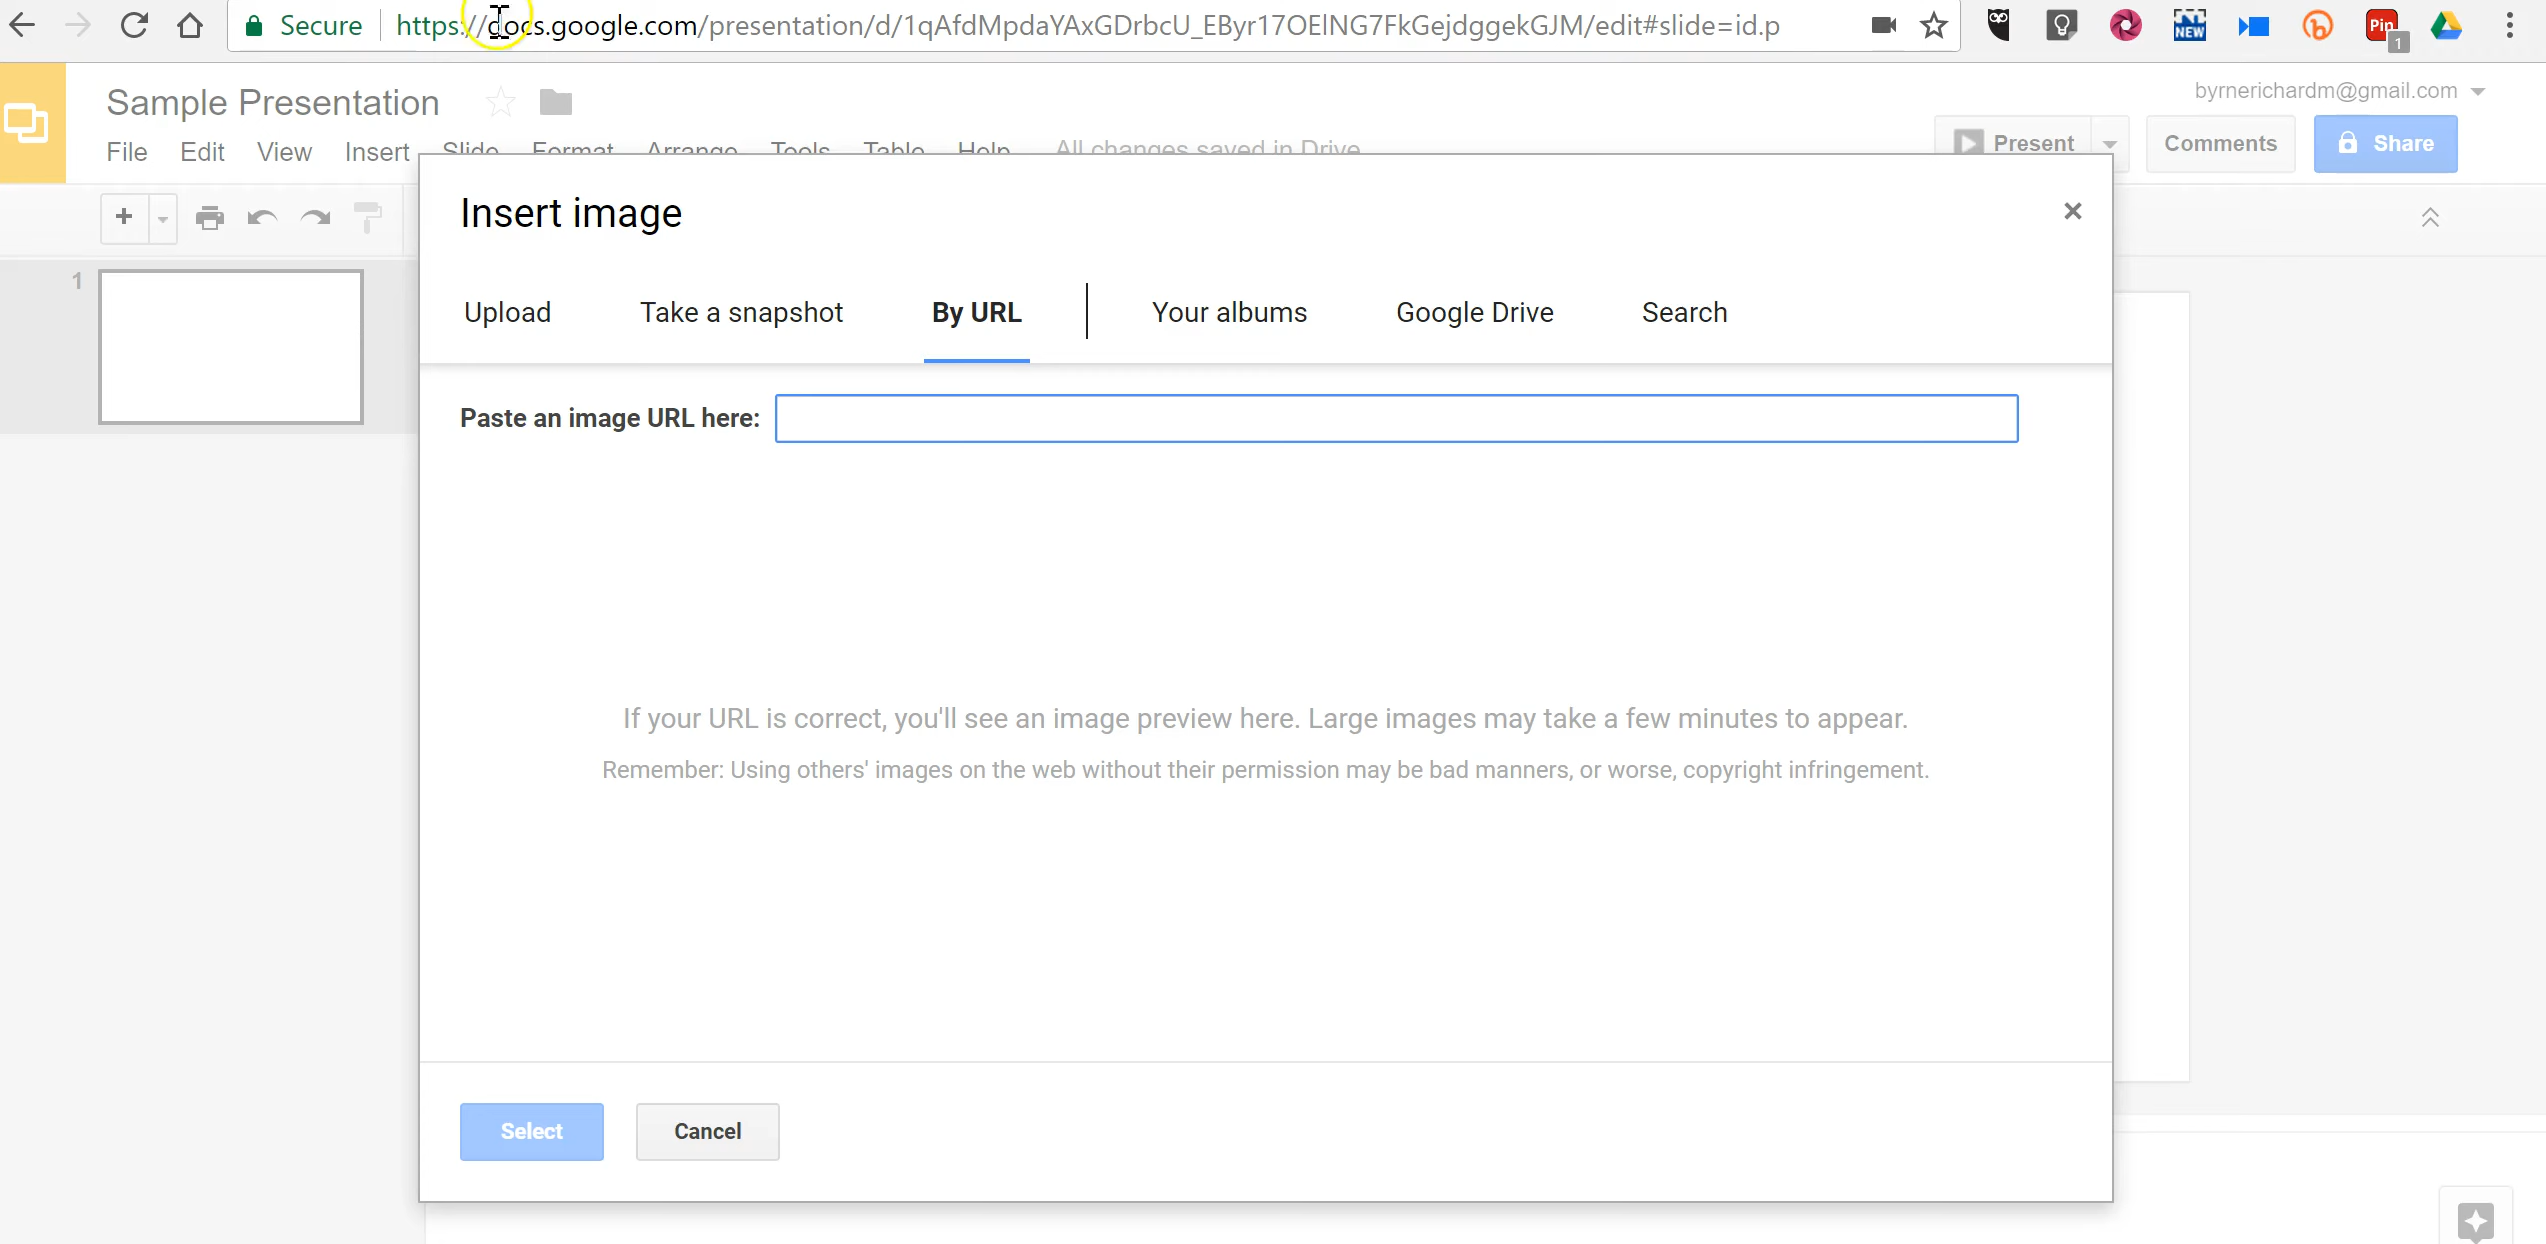 Secure https://docs.google.com/presentation/d/1qAfdMpdaYAxGDrbcU_EByr17OElNG7FkGejdggekGJM/edit#slide=id.p
NEW
Pin
1
Sample Presentation
byrnerichardm@gmail.com
File Edit View Insert Slide Format Arrange Tools Table Help All changes saved in Drive
Present Comments Share
Insert image
1
Upload Take a snapshot By URL Your albums Google Drive Search
Paste an image URL here:
If your URL is correct, you'll see an image preview here. Large images may take a few minutes to appear.
Remember: Using others' images on the web without their permission may be bad manners, or worse, copyright infringement.
Select Cancel